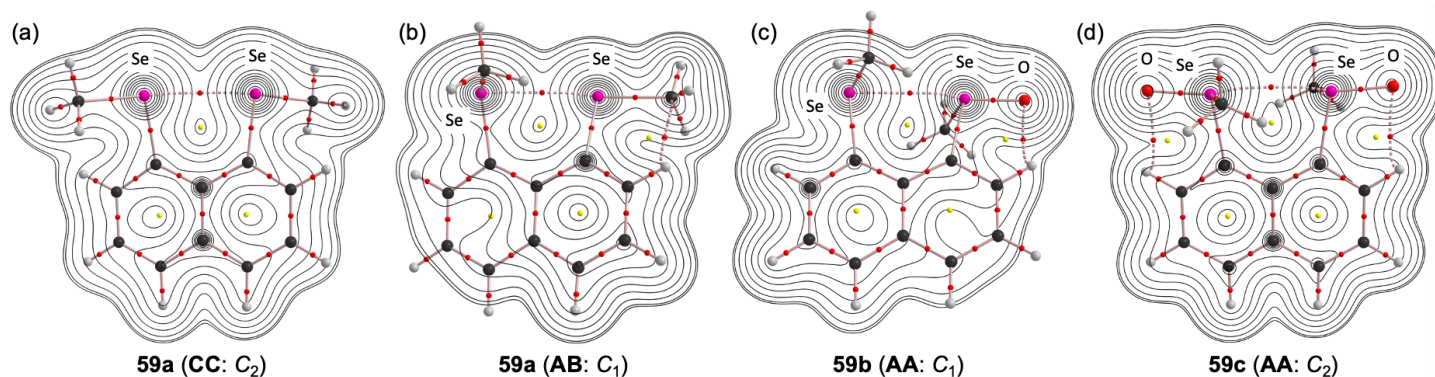 (a)
Se
Se
59a (CC: C2)
(b)
Se
Se
59a (AB: C1)
(c)
Se
Se
O
59b (AA: C1)
(d)
O
Se
Se
O
59c (AA: C2)